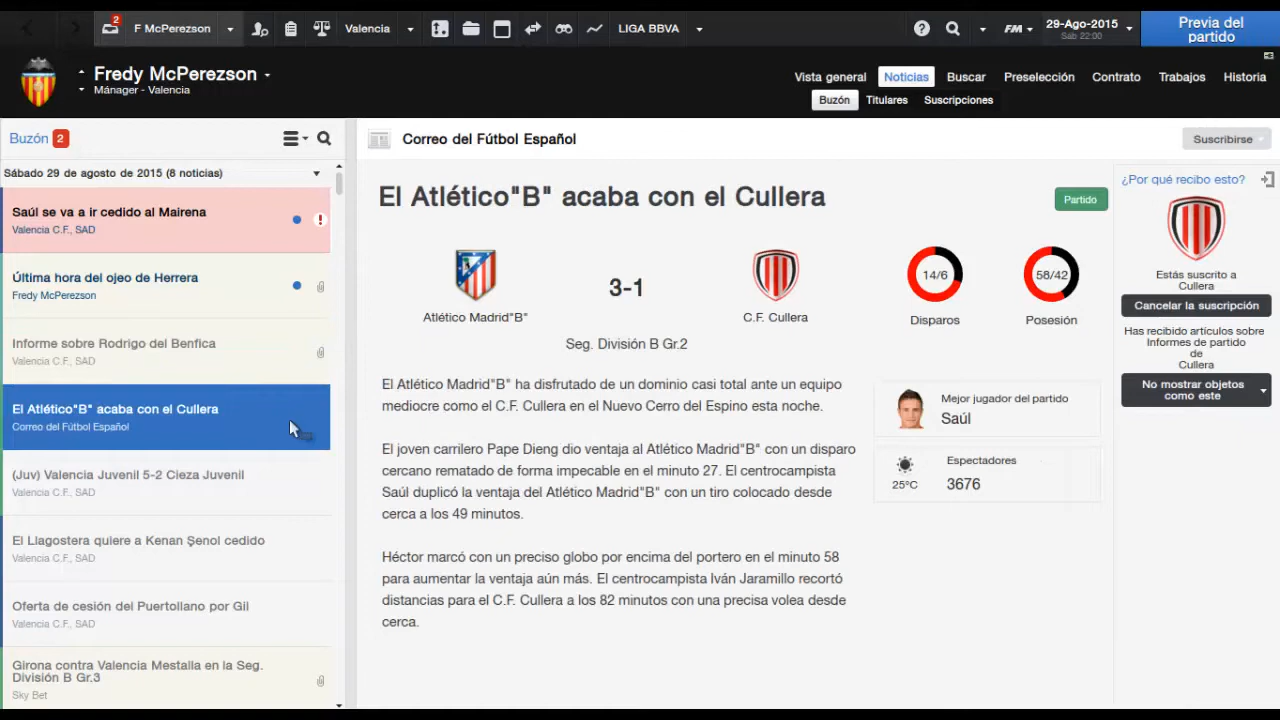 2
F McPerezson
Valencia
LIGA BBVA
FM
29-Ago-2015
Sáb 22:00
Previa del
partido
Fredy McPerezson
Mánager - Valencia
Vista general
Noticias
Buscar
Preselección
Contrato
Trabajos
Historia
Buzón
Titulares
Suscripciones
Buzón 2
Sábado 29 de agosto de 2015 (8 noticias)
Saúl se va a ir cedido al Mairena
Valencia C.F., SAD
Última hora del ojeo de Herrera
Fredy McPerezson
Informe sobre Rodrigo del Benfica
Valencia C.F., SAD
El Atlético"B" acaba con el Cullera
Correo del Fútbol Español
(Juv) Valencia Juvenil 5-2 Cieza Juvenil
Valencia C.F., SAD
El Llagostera quiere a Kenan Şenol cedido
Valencia C.F., SAD
Oferta de cesión del Puertollano por Gil
Valencia C.F., SAD
Girona contra Valencia Mestalla en la Seg.
División B Gr.3
Sky Bet
Correo del Fútbol Español
Suscribirse
El Atlético"B" acaba con el Cullera
Partido
Atlético Madrid"B"
3-1
C.F. Cullera
Seg. División B Gr.2
14/6
Disparos
58/42
Posesión
El Atlético Madrid"B" ha disfrutado de un dominio casi total ante un equipo
mediocre como el C.F. Cullera en el Nuevo Cerro del Espino esta noche.
El joven carrilero Pape Dieng dio ventaja al Atlético Madrid"B" con un disparo
cercano rematado de forma impecable en el minuto 27. El centrocampista
Saúl duplicó la ventaja del Atlético Madrid"B" con un tiro colocado desde
cerca a los 49 minutos.
Héctor marcó con un preciso globo por encima del portero en el minuto 58
para aumentar la ventaja aún más. El centrocampista Iván Jaramillo recortó
distancias para el C.F. Cullera a los 82 minutos con una precisa volea desde
cerca.
Mejor jugador del partido
Saúl
25°C
Espectadores
3676
¿Por qué recibo esto?
Estás suscrito a
Cullera
Cancelar la suscripción
Has recibido artículos sobre
Informes de partido
de
Cullera
No mostrar objetos
como este